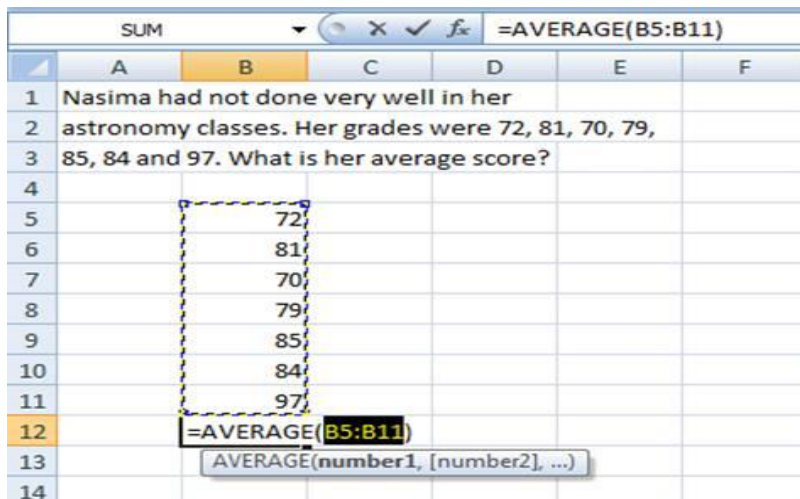 SUM fx =AVERAGE(B5:B11)
A B C D E F
1 Nasima had not done very well in her
2 astronomy classes. Her grades were 72, 81, 70, 79,
3 85, 84 and 97. What is her average score?
4
5 72
6 81
7 70
8 79
9 85
10 84
11 97
12 =AVERAGE(B5:B11)
13 AVERAGE(number1, [number2], ...)
14